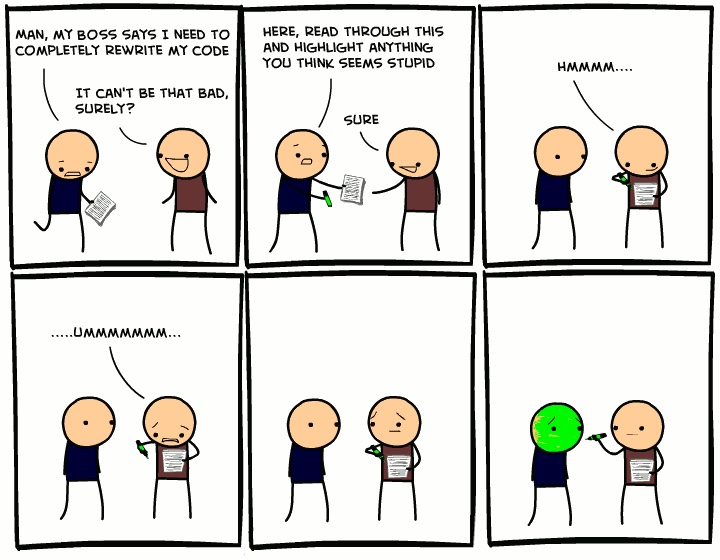 MAN, MY BOSS SAYS I NEED TO
COMPLETELY REWRITE MY CODE
IT CAN'T BE THAT BAD,
SURELY?
HERE, READ THROUGH THIS
AND HIGHLIGHT ANYTHING
YOU THINK SEEMS STUPID
SURE
HMMMM....
.....UMMMMMMM...